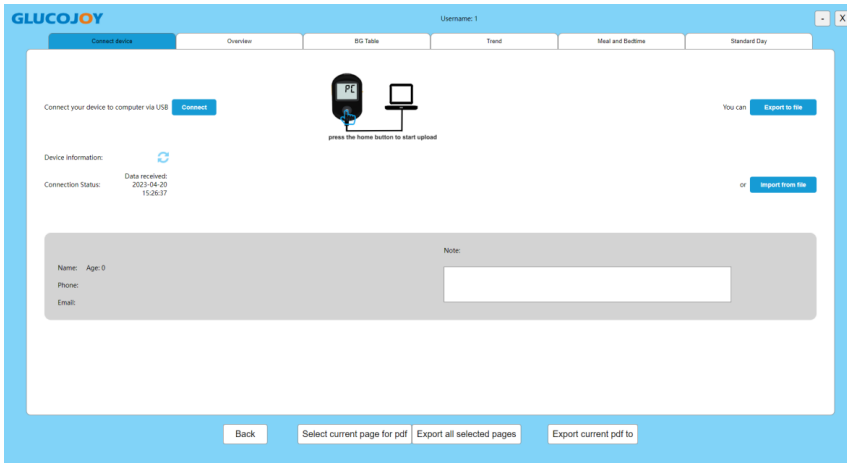 GLUCOJOY
Username: 1
-
X
Connect device
Overview
BG Table
Trend
Meal and Bedtime
Standard Day
PC
Connect your device to computer via USB
Connect
You can
Export to file
press the home button to start upload
Device information:
Connection Status:
Data received:
2023-04-20
15:26:37
or
Import from file
Note:
Name:
Age: 0
Phone:
Email:
Back
Select current page for pdf
Export all selected pages
Export current pdf to